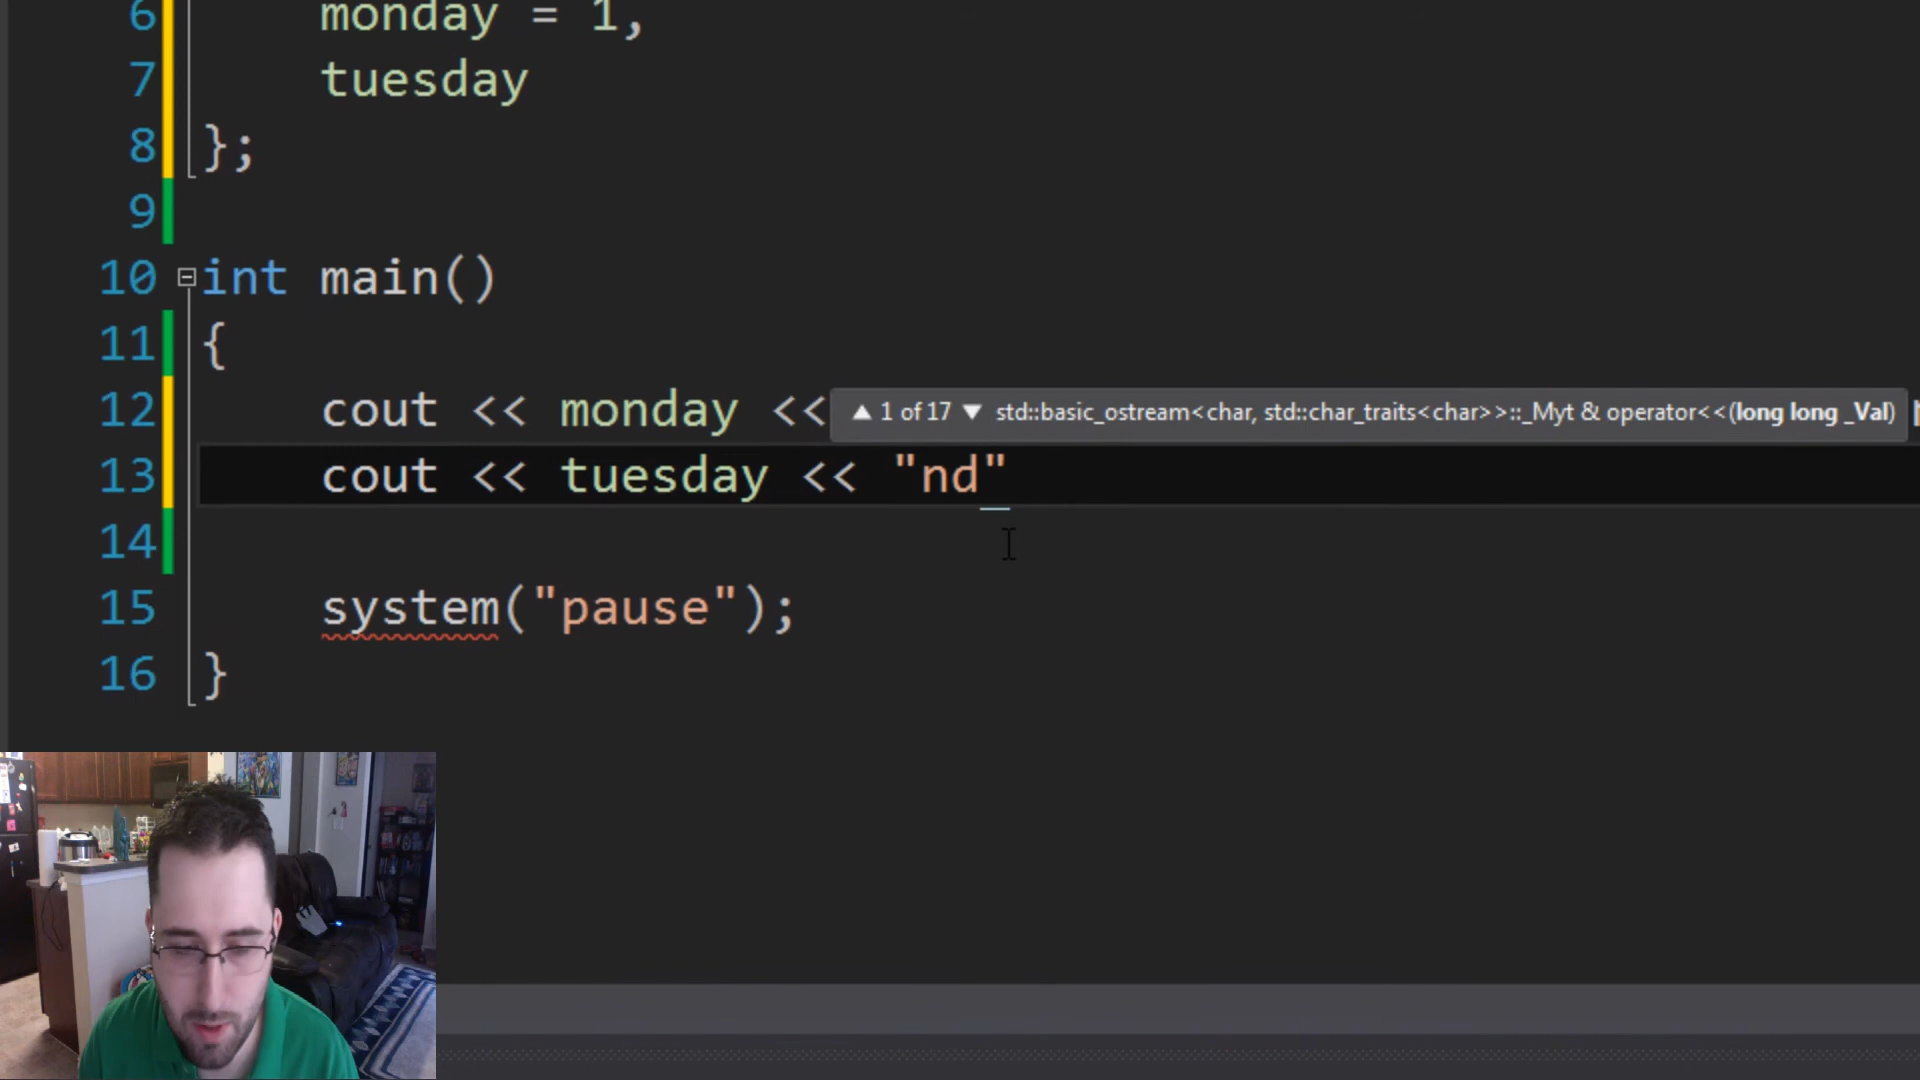 6 monday = 1,
7 tuesday
8 };
9
10 int main()
11 {
12 cout << monday << ▲ 1 of 17 ▼ std::basic_ostream<char, std::char_traits<char>>::_Myt & operator<<(long long _Val)
13 cout << tuesday << "nd"
14
15 system("pause");
16 }